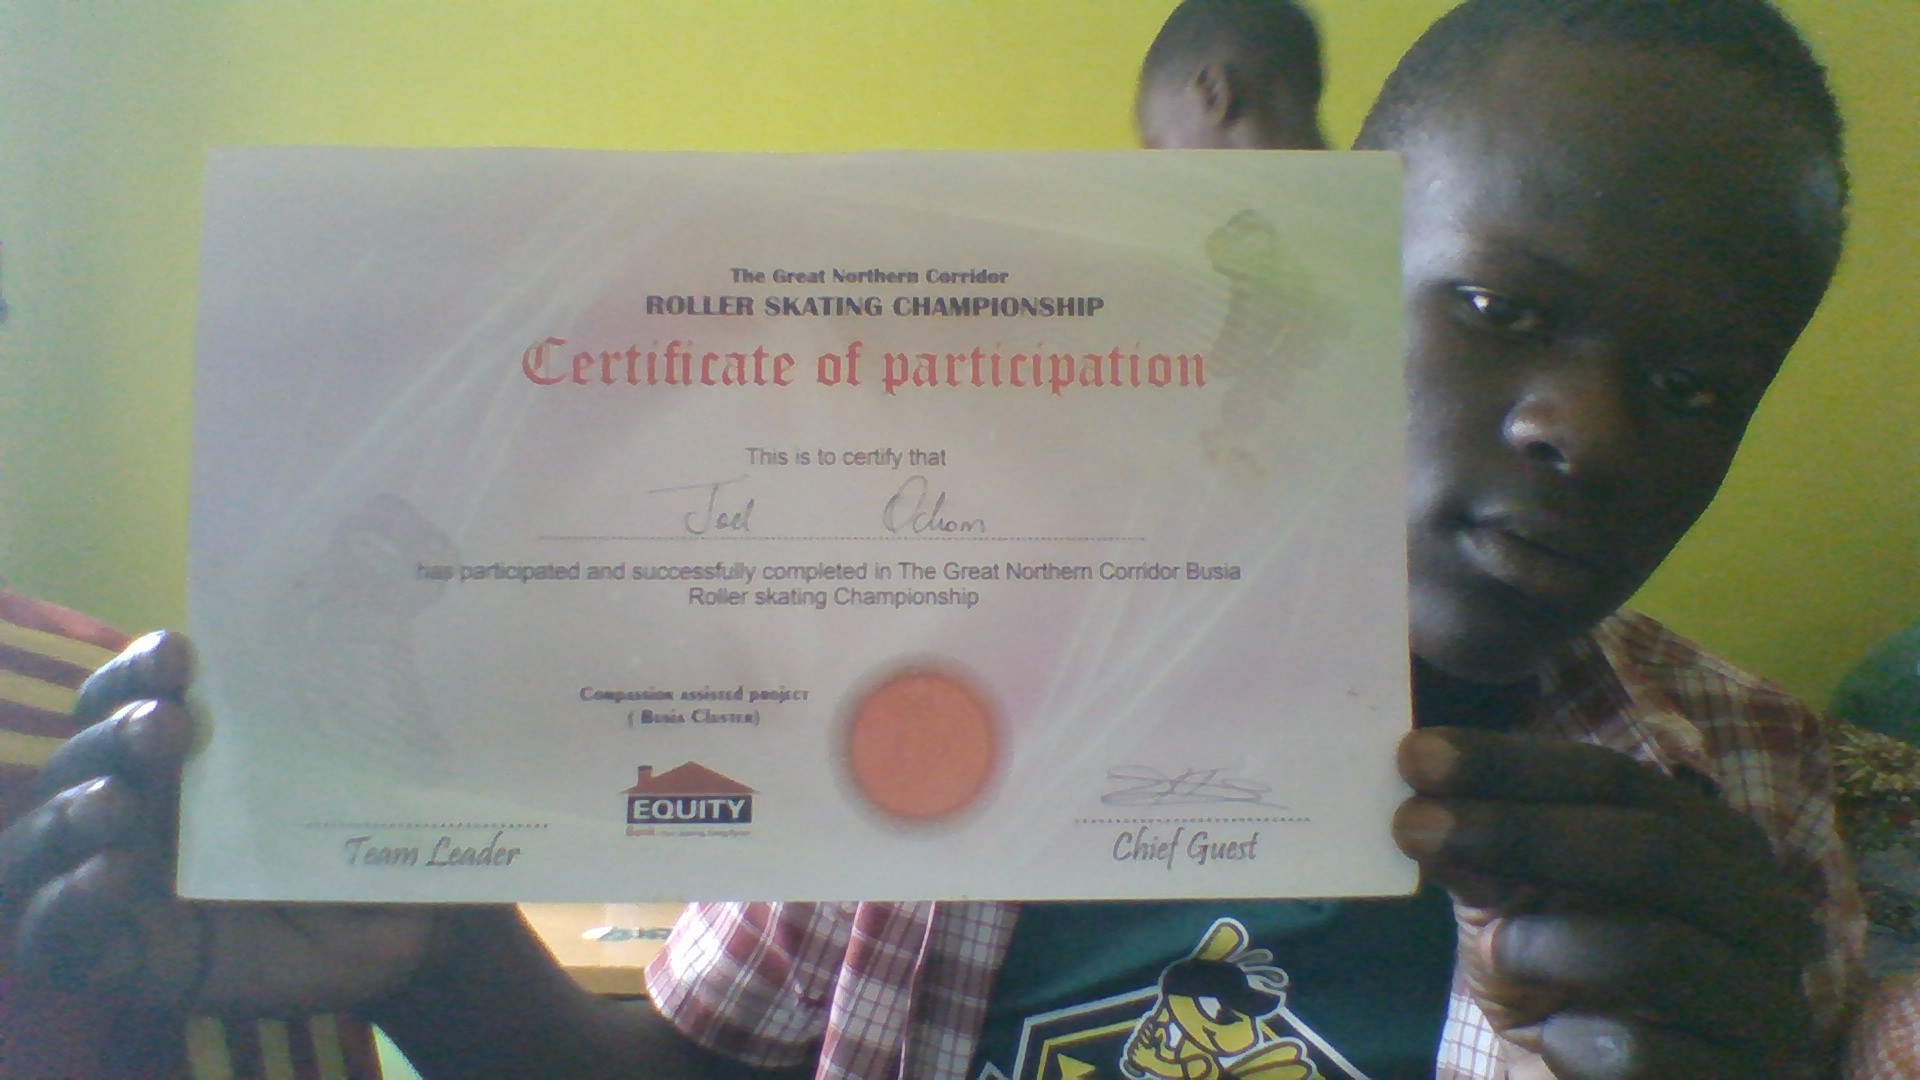 The Great Northern Corridor
ROLLER SKATING CHAMPIONSHIP
Certificate of participation
This is to certify that
Joel Ochom
has participated and successfully completed in The Great Northern Corridor Busia
Roller skating Championship
Compassion assisted project
( Busia Cluster)
EQUITY
Bank
Team Leader
Chief Guest